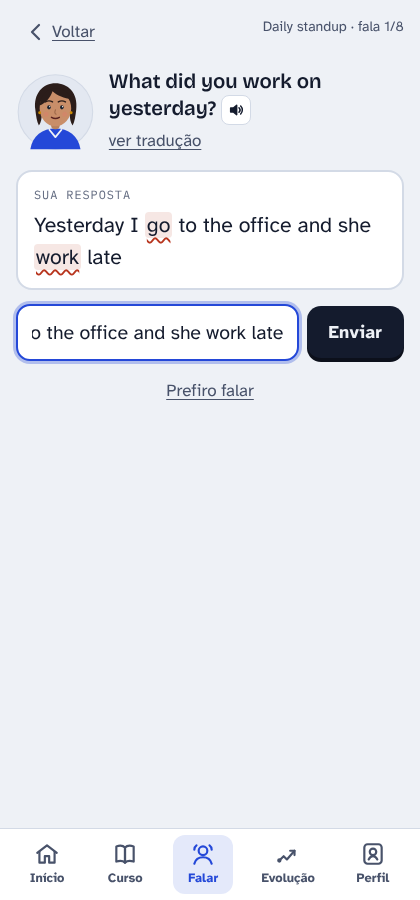 Voltar
Daily standup · fala 1/8
What did you work on
yesterday?
ver tradução
SUA RESPOSTA
Yesterday I go to the office and she
work late
o the office and she work late
Enviar
Prefiro falar
Início
Curso
Falar
Evolução
Perfil